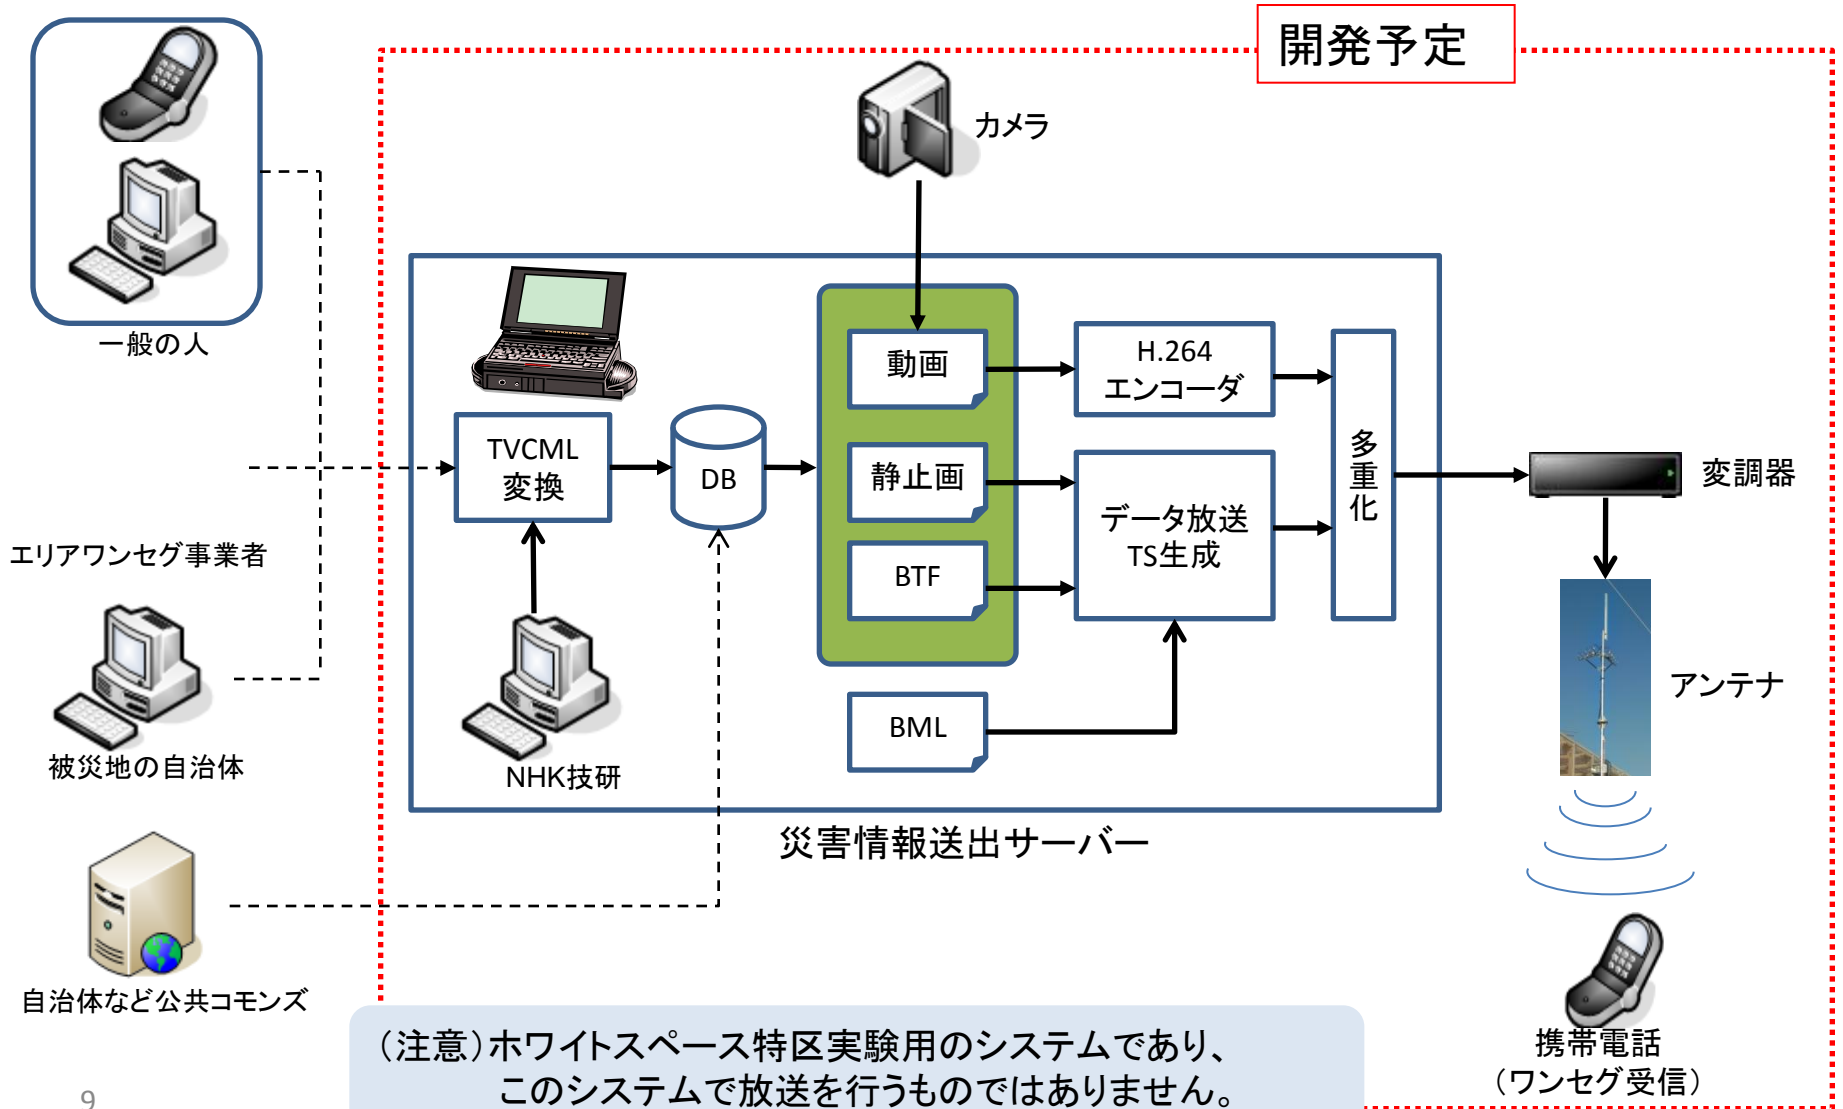 開発予定
カメラ
一般の人
動画
H.264
エンコーダ
TVCML
変換
DB
静止画
データ放送
TS生成
多重化
変調器
BTF
エリアワンセグ事業者
アンテナ
BML
被災地の自治体
NHK技研
災害情報送出サーバー
自治体など公共コモンズ
携帯電話
（ワンセグ受信）
（注意）ホワイトスペース特区実験用のシステムであり、
このシステムで放送を行うものではありません。
9